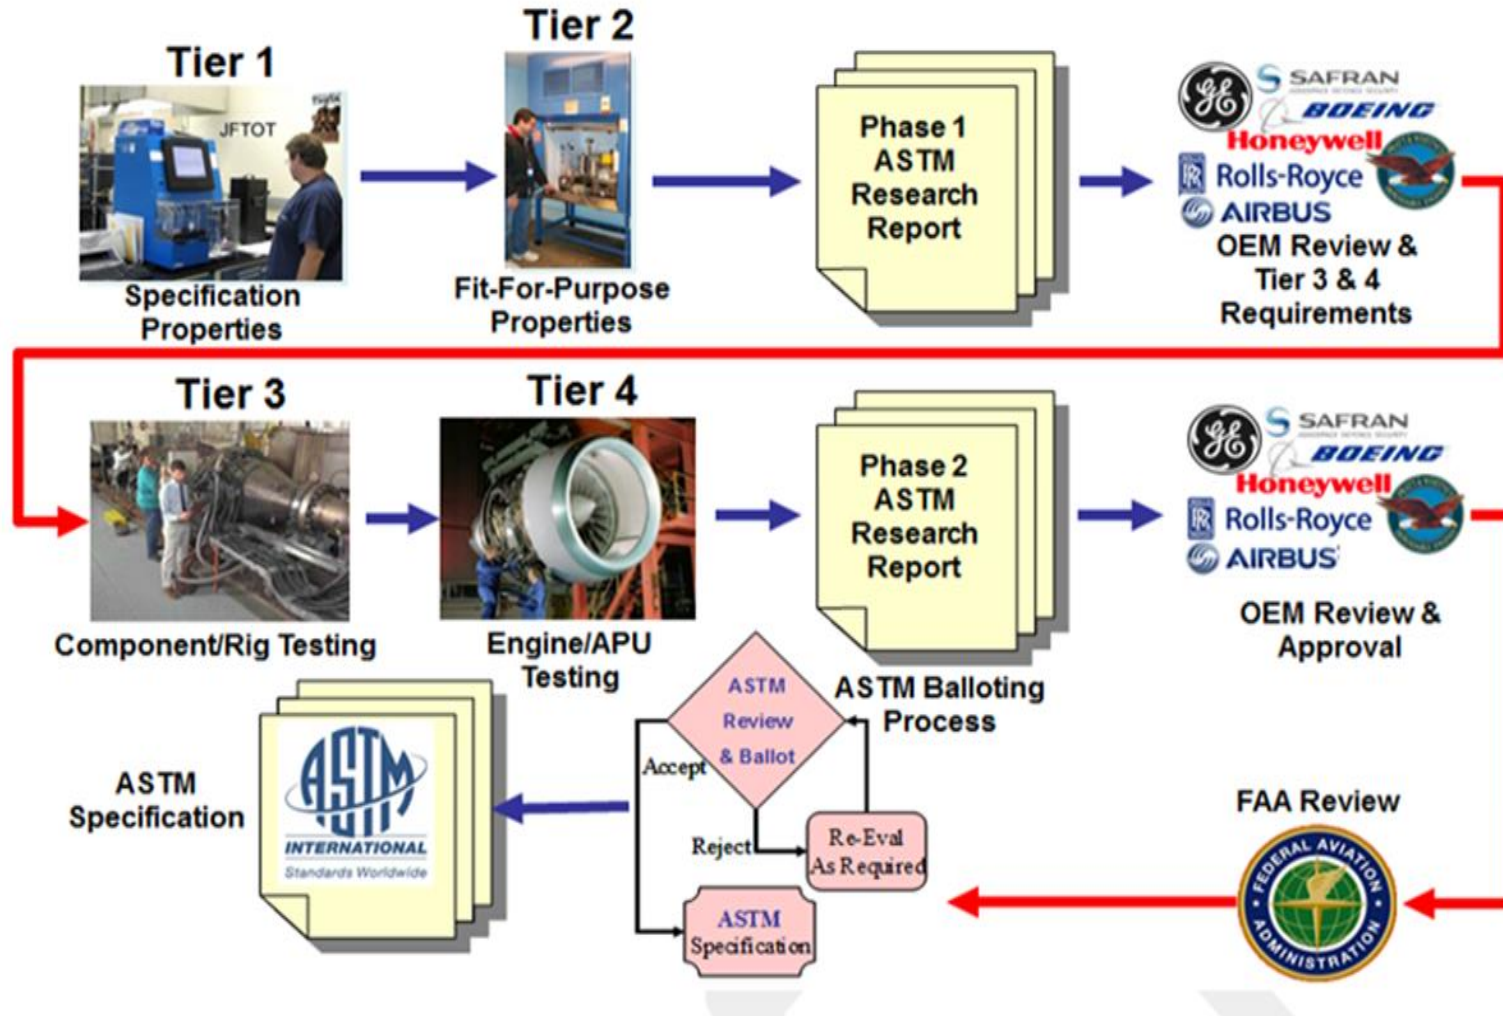 Tier 1
JFTOT
Specification
Properties
Tier 2
Fit-For-Purpose
Properties
Phase 1
ASTM
Research
Report
GE
SAFRAN
BOEING
Honeywell
RR Rolls-Royce
AIRBUS
OEM Review &
Tier 3 & 4
Requirements
Tier 3
Component/Rig Testing
Tier 4
Engine/APU
Testing
Phase 2
ASTM
Research
Report
GE
SAFRAN
BOEING
Honeywell
RR Rolls-Royce
AIRBUS
OEM Review &
Approval
ASTM Balloting
Process
ASTM
Review
& Ballot
Accept
Reject
Re-Eval
As Required
ASTM
Specification
ASTM
Specification
ASTM
INTERNATIONAL
Standards Worldwide
FAA Review
FEDERAL AVIATION
ADMINISTRATION